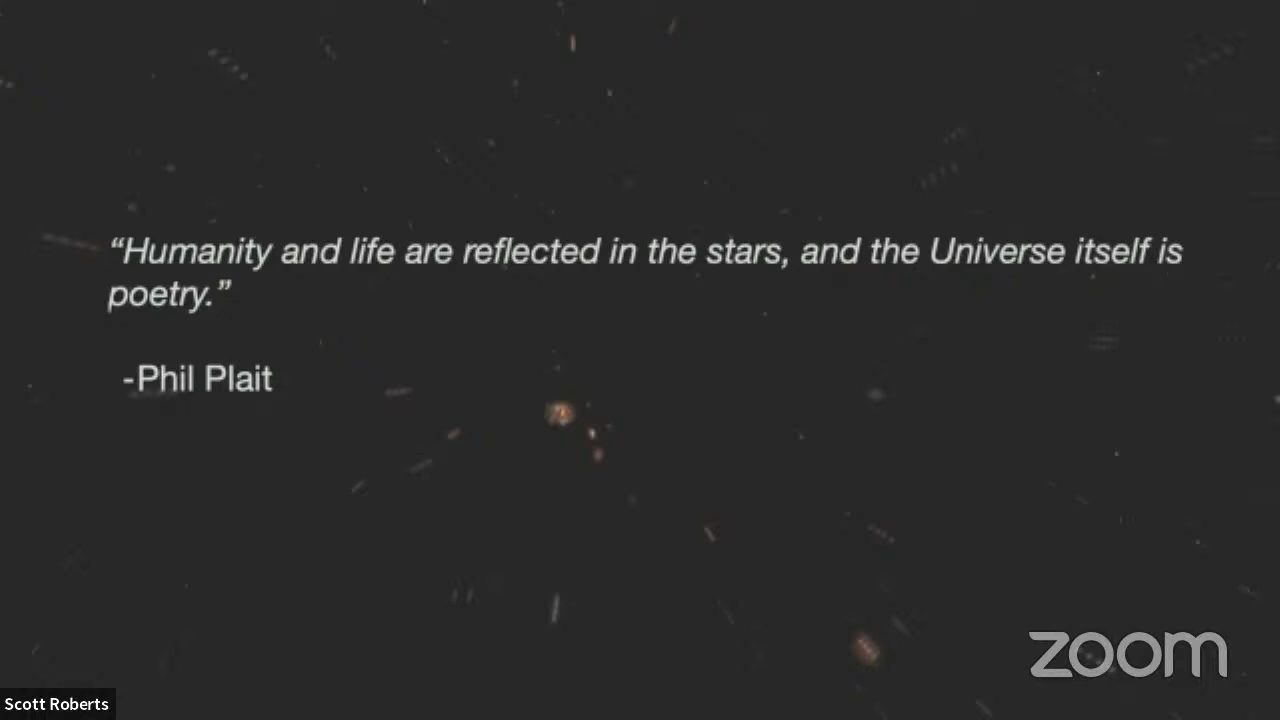 “Humanity and life are reflected in the stars, and the Universe itself is
poetry.”
-Phil Plait
zoom
Scott Roberts